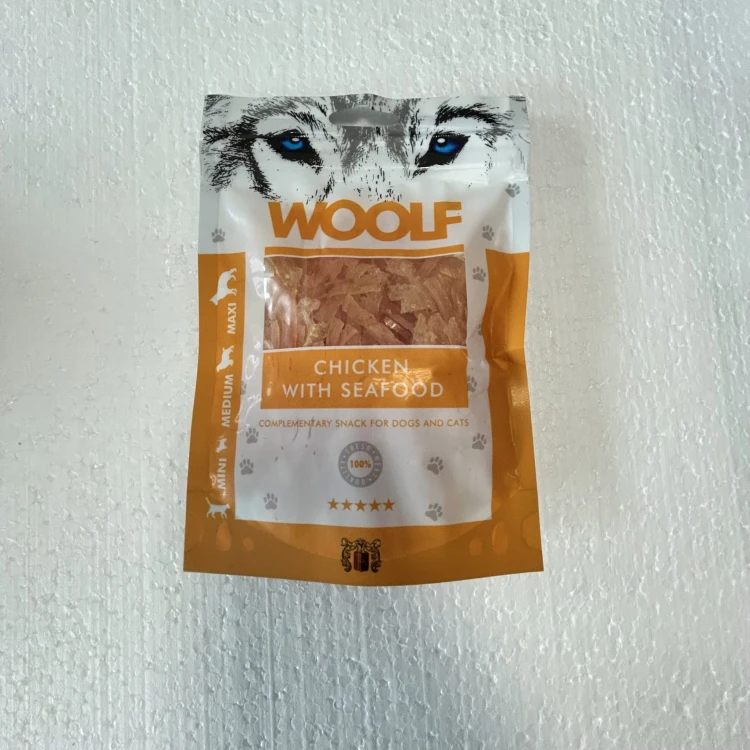 WOOLF
CHICKEN
WITH SEAFOOD
COMPLEMENTARY SNACK FOR DOGS AND CATS
100%
MAXI
MEDIUM
MINI